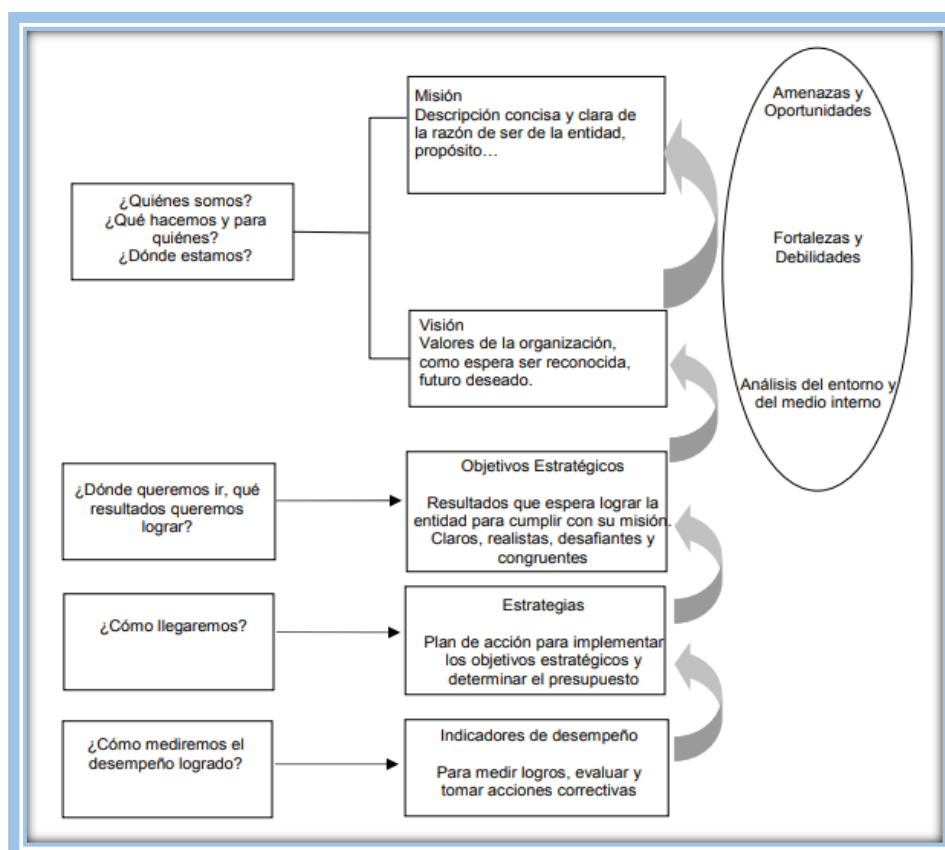 ¿Quiénes somos?
¿Qué hacemos y para
quiénes?
¿Dónde estamos?
Misión
Descripción concisa y clara de
la razón de ser de la entidad,
propósito…
Visión
Valores de la organización,
como espera ser reconocida,
futuro deseado.
Amenazas y
Oportunidades
Fortalezas y
Debilidades
Análisis del entorno y
del medio interno
¿Dónde queremos ir, qué
resultados queremos
lograr?
Objetivos Estratégicos
Resultados que espera lograr la
entidad para cumplir con su misión.
Claros, realistas, desafiantes y
congruentes
¿Cómo llegaremos?
Estrategias
Plan de acción para implementar
los objetivos estratégicos y
determinar el presupuesto
¿Cómo mediremos el
desempeño logrado?
Indicadores de desempeño
Para medir logros, evaluar y
tomar acciones correctivas